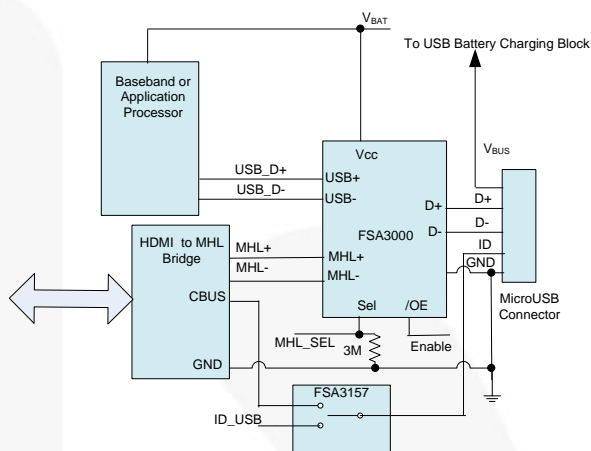 VBAT
To USB Battery Charging Block
Baseband or
Application
Processor
Vcc
VBUS
USB_D+
USB+
USB_D-
USB-
D+
D+
D-
D-
FSA3000
ID
HDMI to MHL
Bridge
MHL+
MHL+
MHL-
MHL-
GND
CBUS
Sel
/OE
MicroUSB
Connector
MHL_SEL
3M
Enable
GND
FSA3157
ID_USB